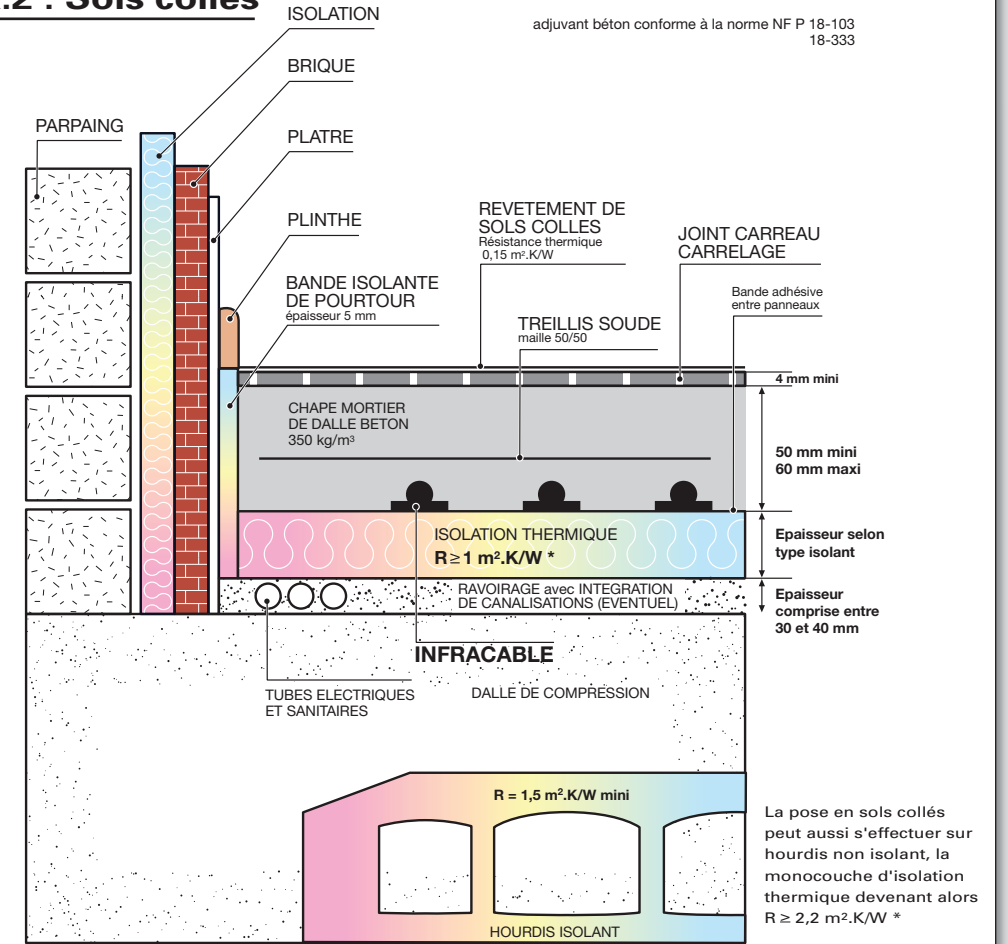 .2 : Sols collés
ISOLATION
adjuvant béton conforme à la norme NF P 18-103
18-333
BRIQUE
PARPAING
PLATRE
PLINTHE
REVETEMENT DE
SOLS COLLES
Résistance thermique
0,15 m².K/W
JOINT CARREAU
CARRELAGE
BANDE ISOLANTE
DE POURTOUR
épaisseur 5 mm
Bande adhésive
entre panneaux
TREILLIS SOUDE
maille 50/50
4 mm mini
CHAPE MORTIER
DE DALLE BETON
350 kg/m³
50 mm mini
60 mm maxi
ISOLATION THERMIQUE
R ≥ 1 m².K/W *
Epaisseur selon
type isolant
RAVOIRAGE avec INTEGRATION
DE CANALISATIONS (EVENTUEL)
Epaisseur
comprise entre
30 et 40 mm
INFRACABLE
TUBES ELECTRIQUES
ET SANITAIRES
DALLE DE COMPRESSION
R = 1,5 m².K/W mini
La pose en sols collés
peut aussi s'effectuer sur
hourdis non isolant, la
monocouche d'isolation
thermique devenant alors
R ≥ 2,2 m².K/W *
HOURDIS ISOLANT